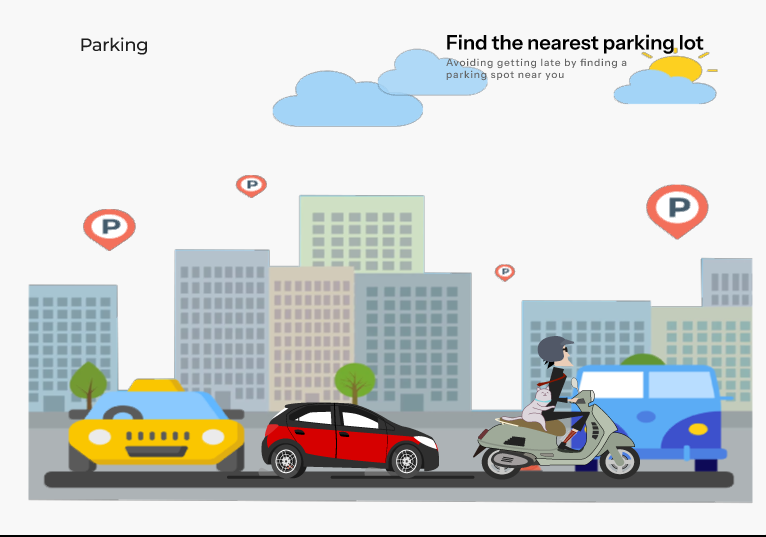 Parking
Find the nearest parking lot
Avoiding getting late by finding a
parking spot near you
P
P
P
P